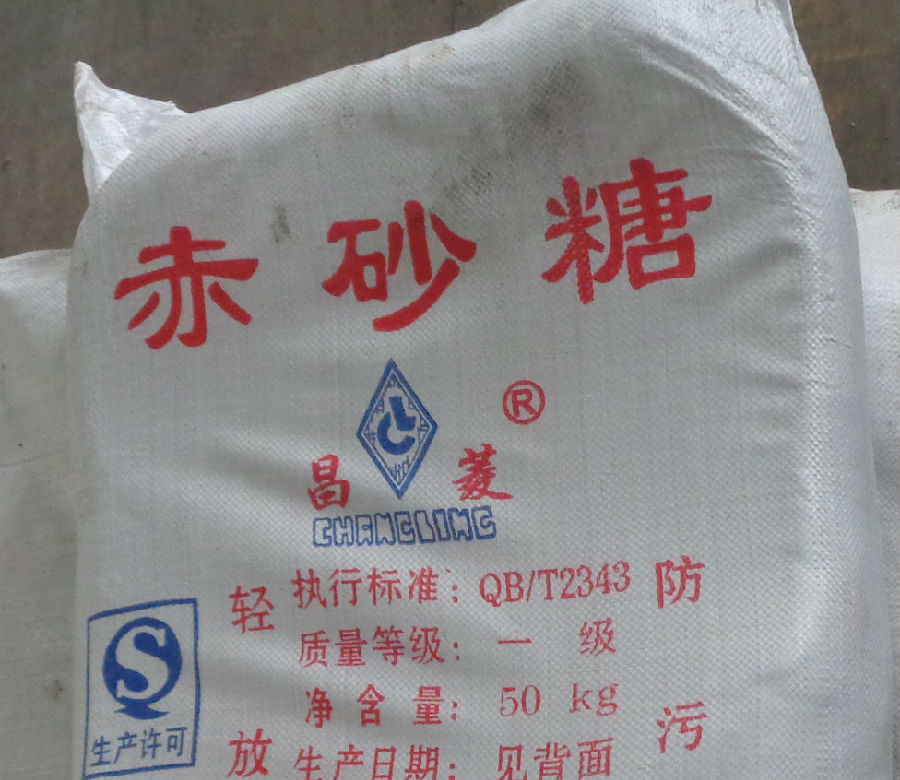 赤砂糖
®
昌菱
CHANGLING
执行标准：QB/T2343
质量等级：一 级
净含量：50 kg
生产日期：见背面
轻放
防污
生产许可